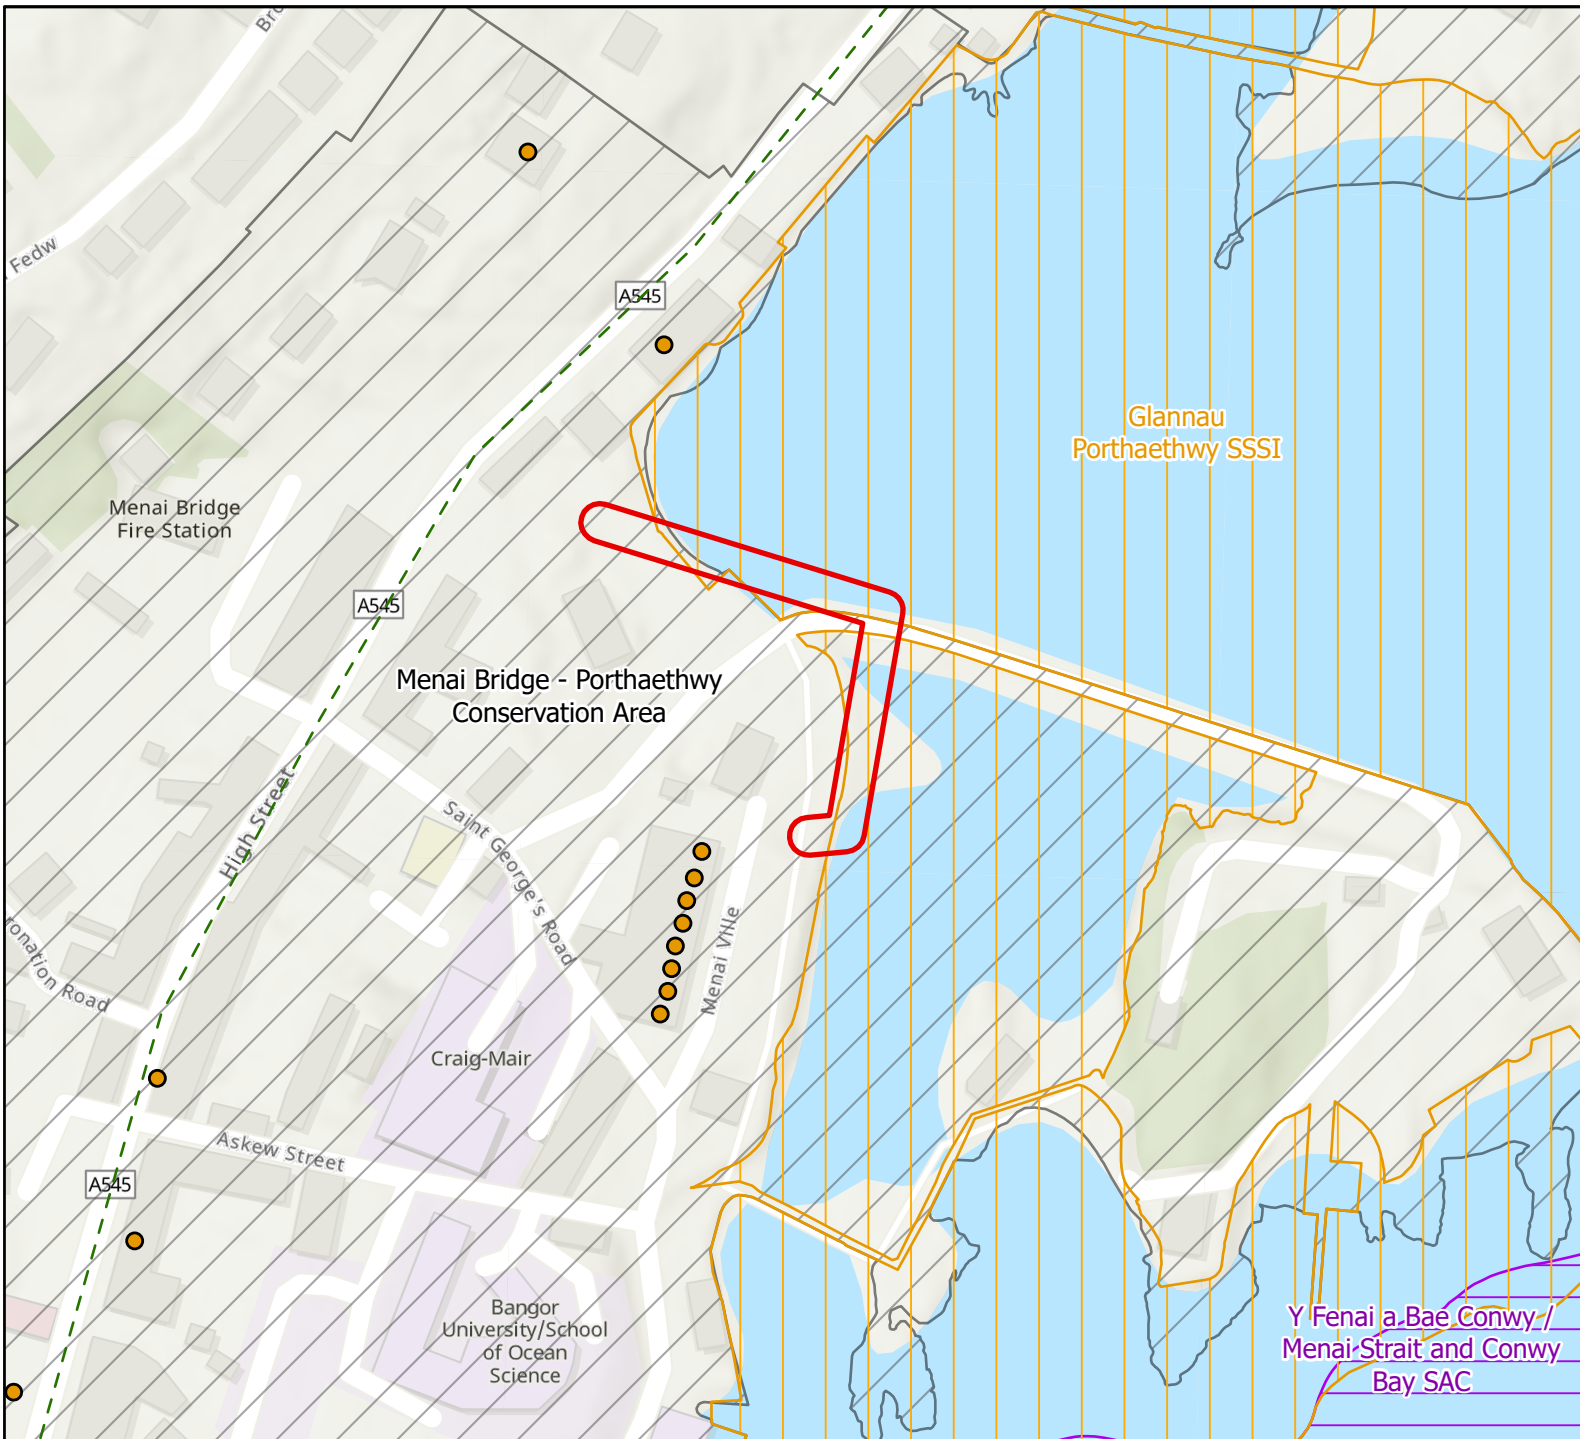 Bro
Fedw
A545
Glannau
Porthaethwy SSSI
Menai Bridge
Fire Station
A545
Menai Bridge - Porthaethwy
Conservation Area
High Street
Saint George's Road
Menai Ville
ronation Road
Craig-Mair
Askew Street
A545
Bangor
University/School
of Ocean
Science
Y Fenai a Bae Conwy /
Menai Strait and Conwy
Bay SAC